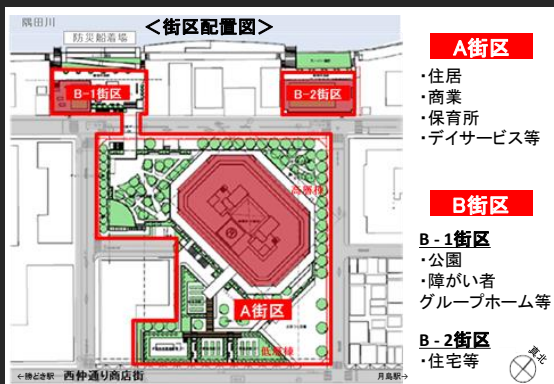 <街区配置図>
隅田川
防災船着場
B-1街区
B-2街区
高層棟
A街区
低層棟
←勝どき駅 西仲通り商店街 月島駅→
A街区
・住居
・商業
・保育所
・デイサービス等
B街区
B-1街区
・公園
・障がい者
グループホーム等
B-2街区
・住宅等
真北